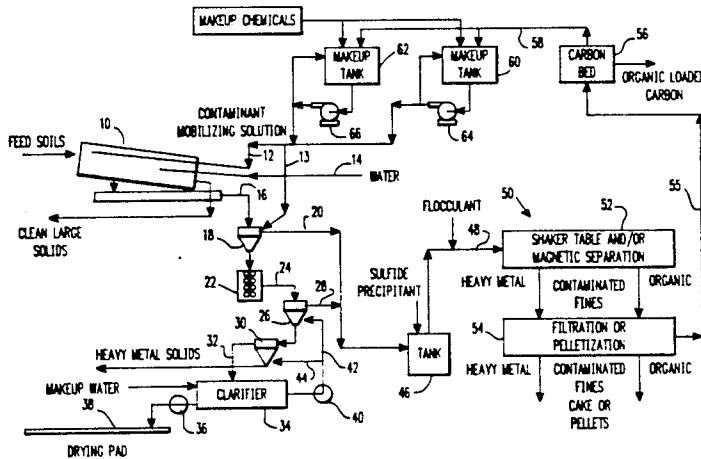 MAKEUP CHEMICALS
58
56
MAKEUP
TANK
62
MAKEUP
TANK
60
CARBON
BED
ORGANIC LOADED
CARBON
66
64
CONTAMINANT
MOBILIZING SOLUTION
10
FEED SOILS
12
13
14
WATER
55
16
CLEAN LARGE
SOLIDS
18
20
FLOCCULANT
50
52
48
SHAKER TABLE AND/OR
MAGNETIC SEPARATION
22
24
SULFIDE
PRECIPITANT
HEAVY METAL
CONTAMINATED
FINES
ORGANIC
28
26
54
FILTRATION OR
PELLETIZATION
30
32
HEAVY METAL SOLIDS
42
44
TANK
46
HEAVY METAL
CONTAMINATED
FINES
CAKE OR
PELLETS
ORGANIC
MAKEUP WATER
CLARIFIER
34
40
38
36
DRYING PAD